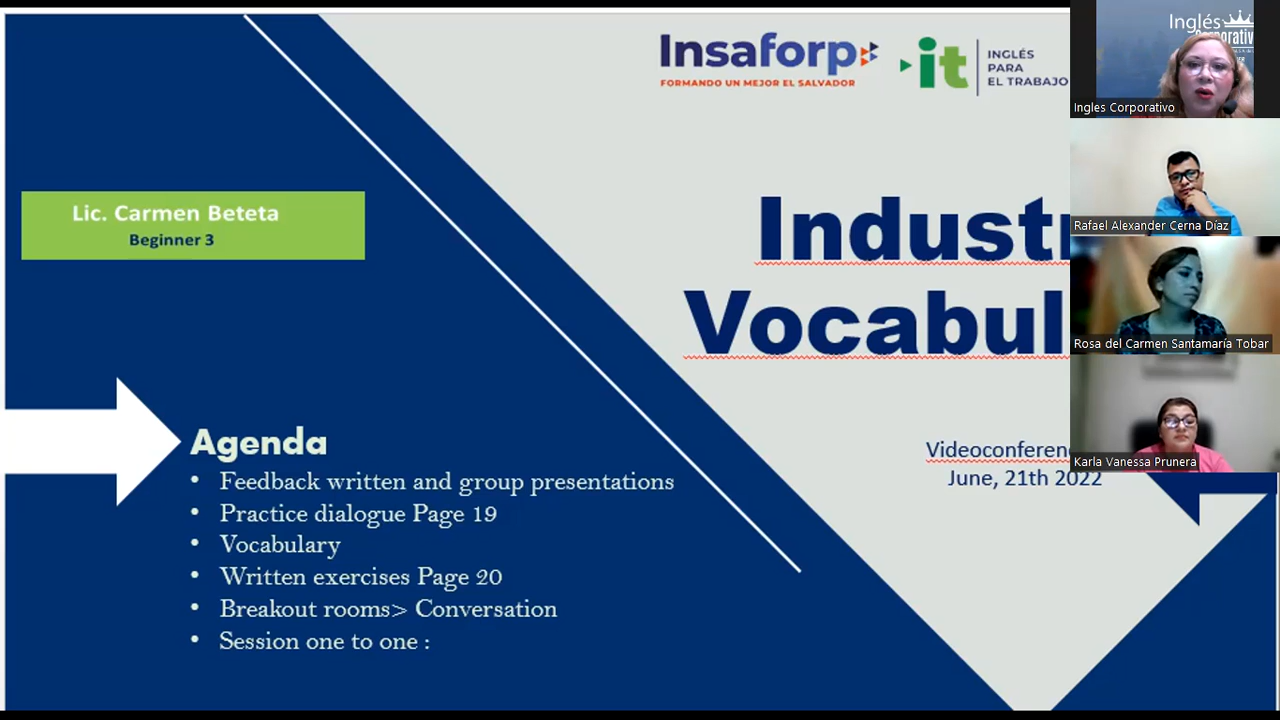 Insaforp
FORMANDO UN MEJOR EL SALVADOR
it
INGLÉS
PARA
EL TRABAJO
Lic. Carmen Beteta
Beginner 3
Industr
Vocabul
Videoconferenc
June, 21th 2022
Agenda
• Feedback written and group presentations
• Practice dialogue Page 19
• Vocabulary
• Written exercises Page 20
• Breakout rooms> Conversation
• Session one to one :
Inglés
Corporativ
Ingles Corporativo
Rafael Alexander Cerna Díaz
Rosa del Carmen Santamaría Tobar
Karla Vanessa Prunera